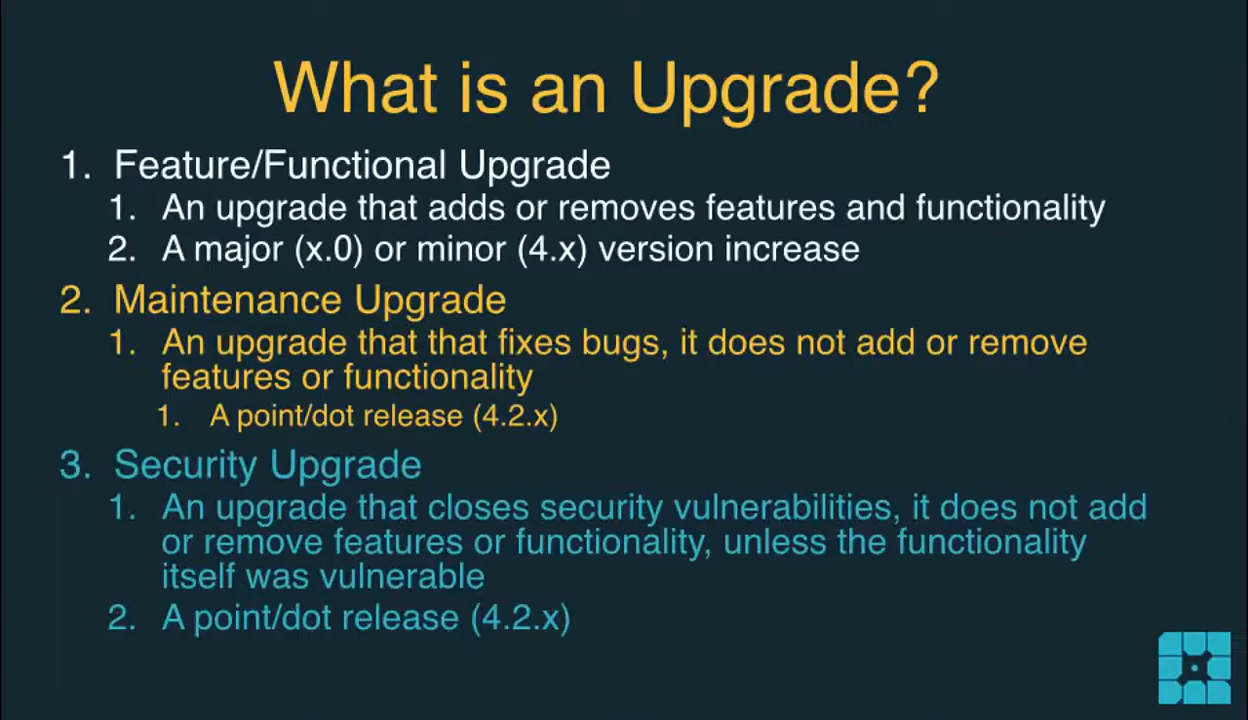 What is an Upgrade?
1. Feature/Functional Upgrade
1. An upgrade that adds or removes features and functionality
2. A major (x.0) or minor (4.x) version increase
2. Maintenance Upgrade
1. An upgrade that that fixes bugs, it does not add or remove
features or functionality
1. A point/dot release (4.2.x)
3. Security Upgrade
1. An upgrade that closes security vulnerabilities, it does not add
or remove features or functionality, unless the functionality
itself was vulnerable
2. A point/dot release (4.2.x)